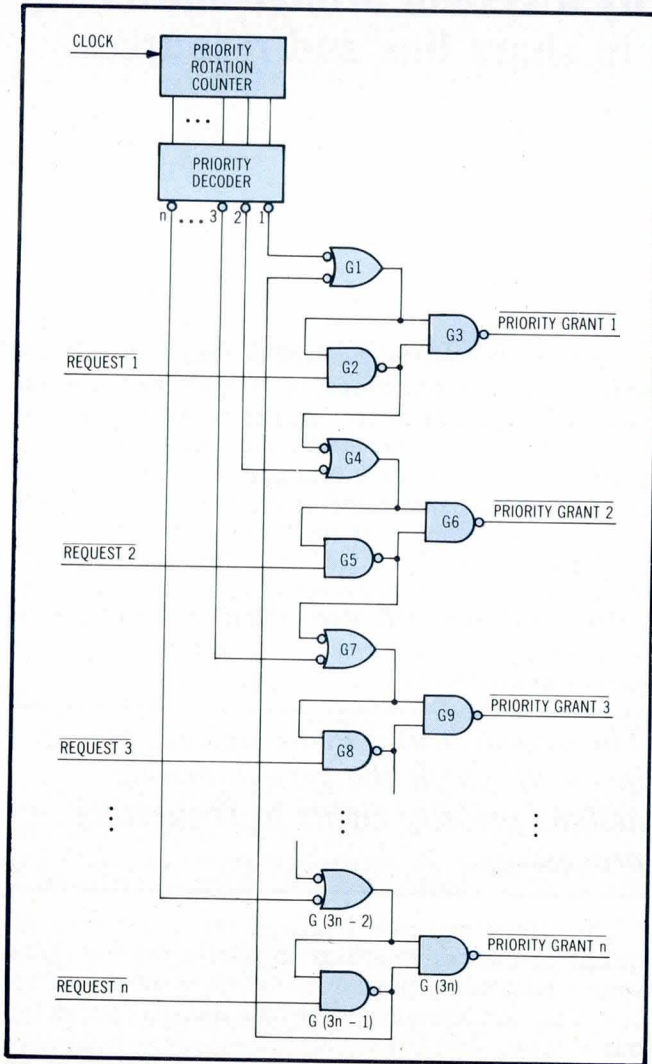 CLOCK
PRIORITY
ROTATION
COUNTER
...
PRIORITY
DECODER
n ... 3 2 1
G1
PRIORITY GRANT 1
G3
REQUEST 1
G2
G4
PRIORITY GRANT 2
G6
REQUEST 2
G5
G7
PRIORITY GRANT 3
G9
REQUEST 3
G8
G (3n - 2)
PRIORITY GRANT n
G (3n)
REQUEST n
G (3n - 1)